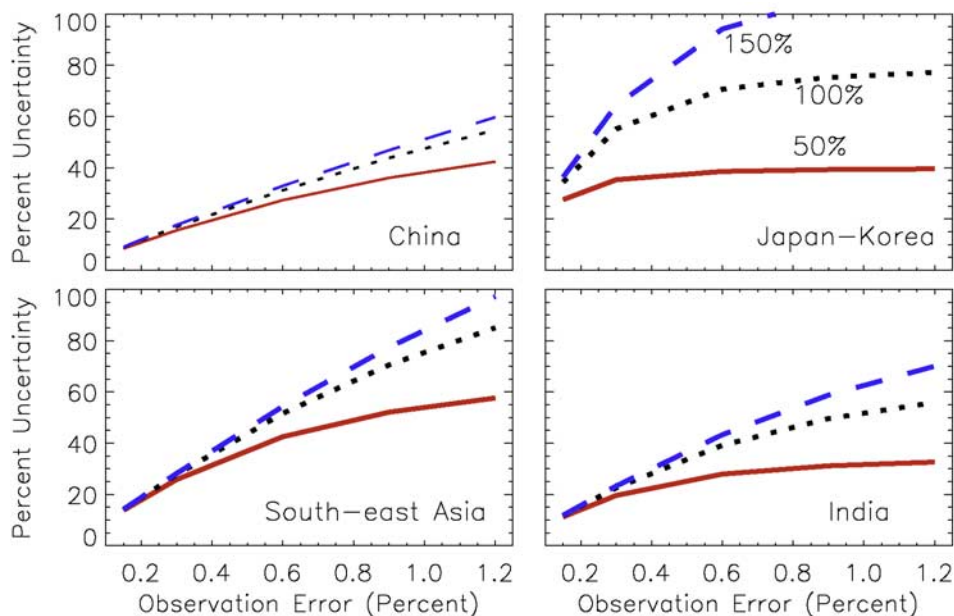 100
80
60
40
20
0
Percent Uncertainty
China
150%
100%
50%
Japan–Korea
100
80
60
40
20
0
Percent Uncertainty
South–east Asia
India
0.2 0.4 0.6 0.8 1.0 1.2
Observation Error (Percent)
0.2 0.4 0.6 0.8 1.0 1.2
Observation Error (Percent)